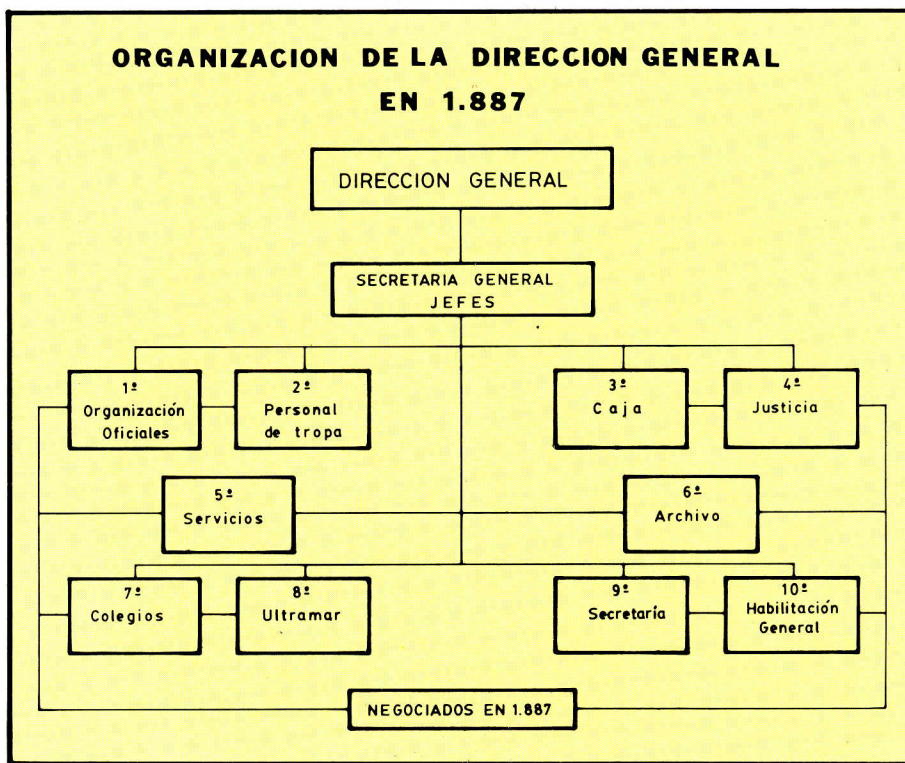 ORGANIZACION DE LA DIRECCION GENERAL
EN 1.887
DIRECCION GENERAL
SECRETARIA GENERAL
JEFES
1º
Organización
Oficiales
2º
Personal
de tropa
3º
Caja
4º
Justicia
5º
Servicios
6º
Archivo
7º
Colegios
8º
Ultramar
9º
Secretaría
10º
Habilitación
General
NEGOCIADOS EN 1.887